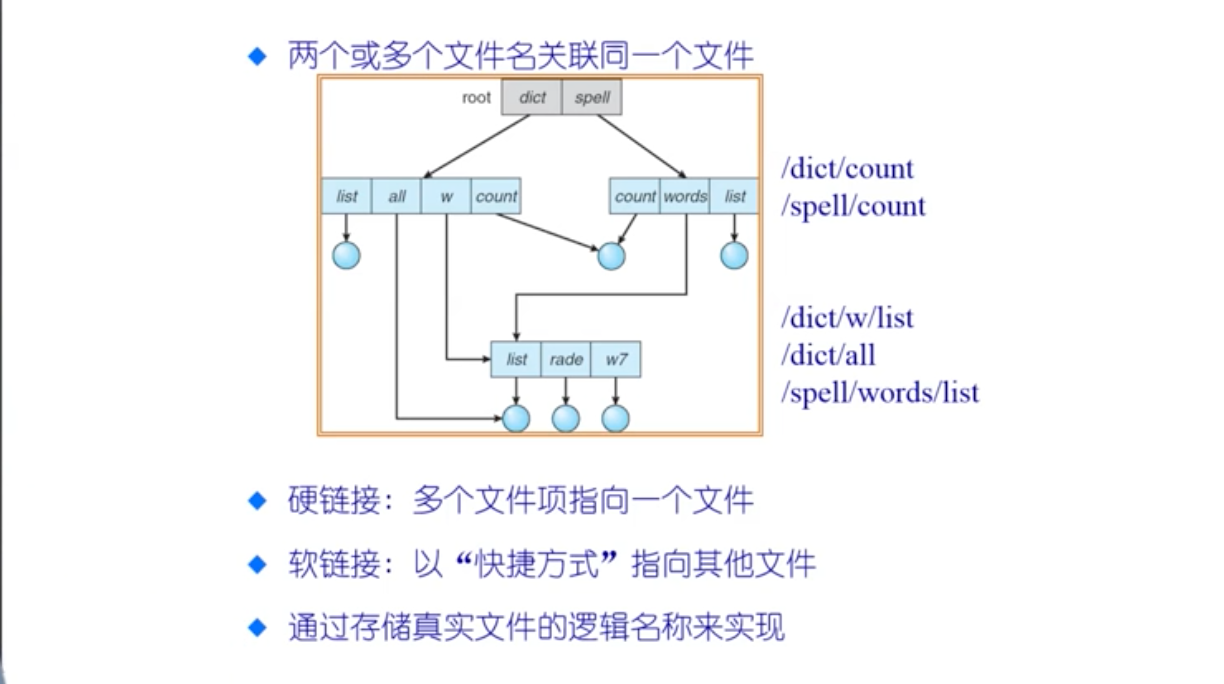 ◆ 两个或多个文件名关联同一个文件
root dict spell
/dict/count
list all w count count words list
/spell/count
/dict/w/list
list rade w7
/dict/all
/spell/words/list
◆ 硬链接：多个文件项指向一个文件
◆ 软链接：以“快捷方式”指向其他文件
◆ 通过存储真实文件的逻辑名称来实现